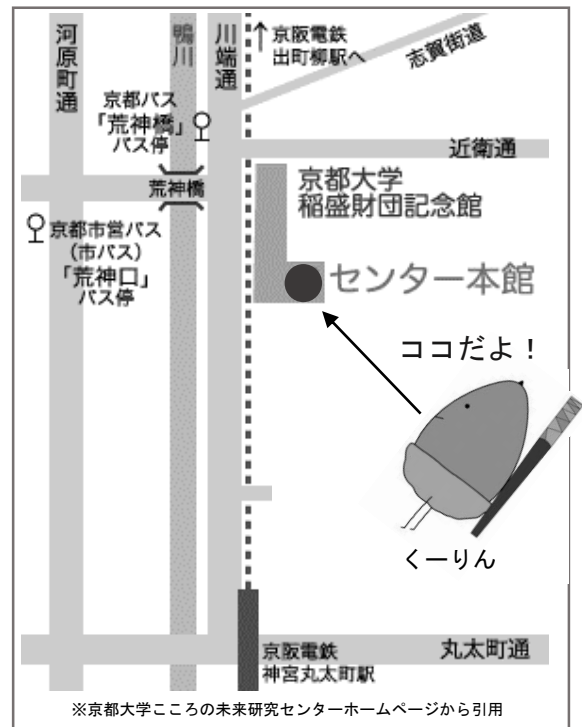 河原町通
鴨川
川端通
↑京阪電鉄
出町柳駅へ
志賀街道
京都バス
「荒神橋」
バス停
近衛通
荒神橋
京都大学
稲盛財団記念館
京都市営バス
(市バス)
「荒神口」
バス停
センター本館
ココだよ！
くーりん
京阪電鉄
神宮丸太町駅
丸太町通
※京都大学こころの未来研究センターホームページから引用